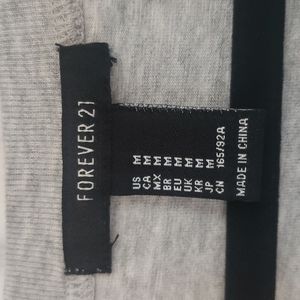 FOREVER 21
US M
CA M
MX M
BR M
EU M
UK M
KR M
JP M
CN 165/92A
MADE IN CHINA